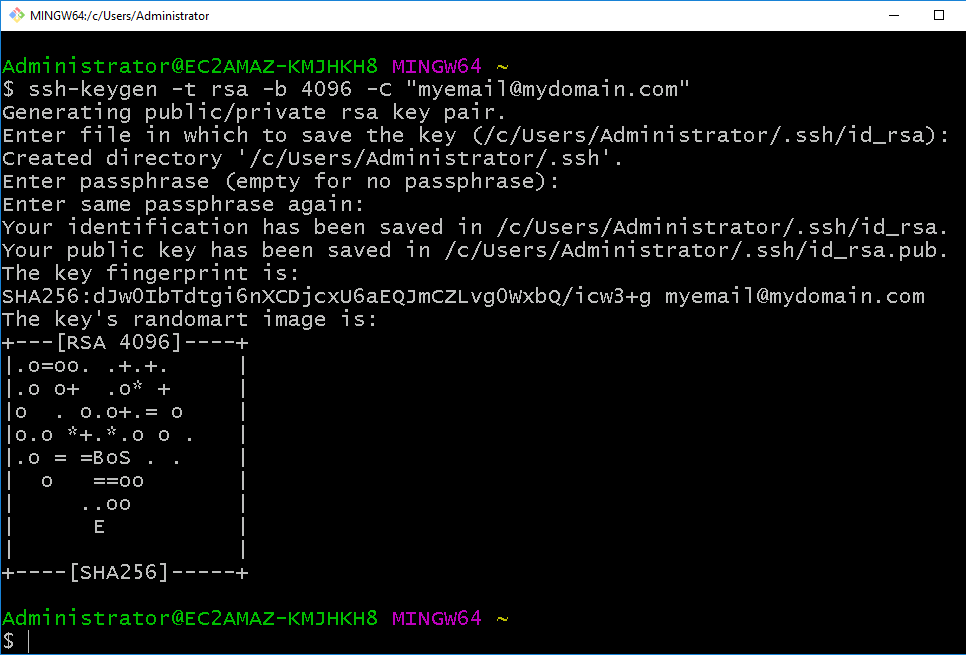 MINGW64:/c/Users/Administrator
Administrator@EC2AMAZ-KMJHKH8 MINGW64 ~
$ ssh-keygen -t rsa -b 4096 -C "myemail@mydomain.com"
Generating public/private rsa key pair.
Enter file in which to save the key (/c/Users/Administrator/.ssh/id_rsa):
Created directory '/c/Users/Administrator/.ssh'.
Enter passphrase (empty for no passphrase):
Enter same passphrase again:
Your identification has been saved in /c/Users/Administrator/.ssh/id_rsa.
Your public key has been saved in /c/Users/Administrator/.ssh/id_rsa.pub.
The key fingerprint is:
SHA256:dJw0IbTdtgi6nXCDjcxU6aEQJmCZLvg0WxbQ/icw3+g myemail@mydomain.com
The key's randomart image is:
+---[RSA 4096]----+
|.o=oo. .+.+.     |
|.o o+  .o* +     |
|o  . o.o+.= o    |
|o.o *+.*.o o .   |
|.o = =BoS . .    |
|  o   ==oo       |
|     ..oo        |
|      E          |
|                 |
+----[SHA256]-----+
Administrator@EC2AMAZ-KMJHKH8 MINGW64 ~
$